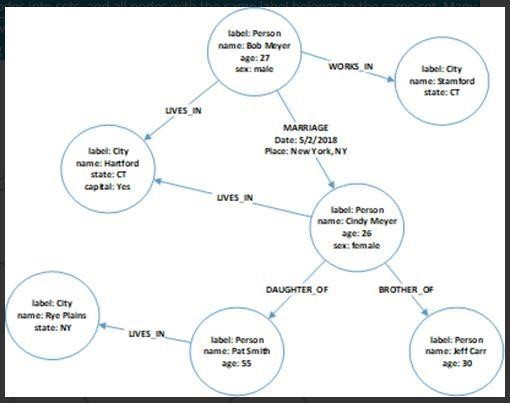 label: Person
name: Bob Meyer
age: 27
sex: male
WORKS_IN
label: City
name: Stamford
state: CT
LIVES_IN
MARRIAGE
Date: 5/2/2018
Place: New York, NY
label: City
name: Hartford
state: CT
capital: Yes
LIVES_IN
label: Person
name: Cindy Meyer
age: 26
sex: female
DAUGHTER_OF
BROTHER_OF
label: City
name: Rye Plains
state: NY
LIVES_IN
label: Person
name: Pat Smith
age: 55
label: Person
name: Jeff Carr
age: 30